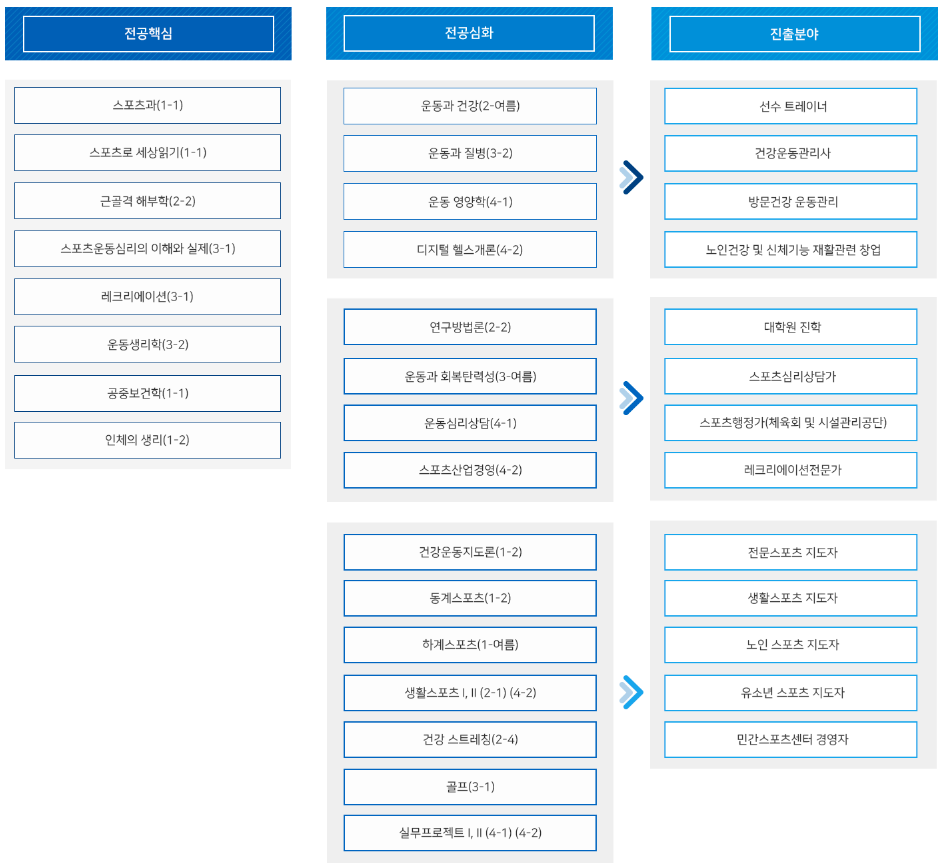 전공핵심
스포츠과(1-1)
스포츠로 세상읽기(1-1)
근골격 해부학(2-2)
스포츠운동심리의 이해와 실제(3-1)
레크리에이션(3-1)
운동생리학(3-2)
공중보건학(1-1)
인체의 생리(1-2)
전공심화
운동과 건강(2-여름)
운동과 질병(3-2)
운동 영양학(4-1)
디지털 헬스개론(4-2)
연구방법론(2-2)
운동과 회복탄력성(3-여름)
운동심리상담(4-1)
스포츠산업경영(4-2)
건강운동지도론(1-2)
동계스포츠(1-2)
하계스포츠(1-여름)
생활스포츠 I, II (2-1) (4-2)
건강 스트레칭(2-4)
골프(3-1)
실무프로젝트 I, II (4-1) (4-2)
진출분야
선수 트레이너
건강운동관리사
방문건강 운동관리
노인건강 및 신체기능 재활관련 창업
대학원 진학
스포츠심리상담가
스포츠행정가(체육회 및 시설관리공단)
레크리에이션전문가
전문스포츠 지도자
생활스포츠 지도자
노인 스포츠 지도자
유소년 스포츠 지도자
민간스포츠센터 경영자